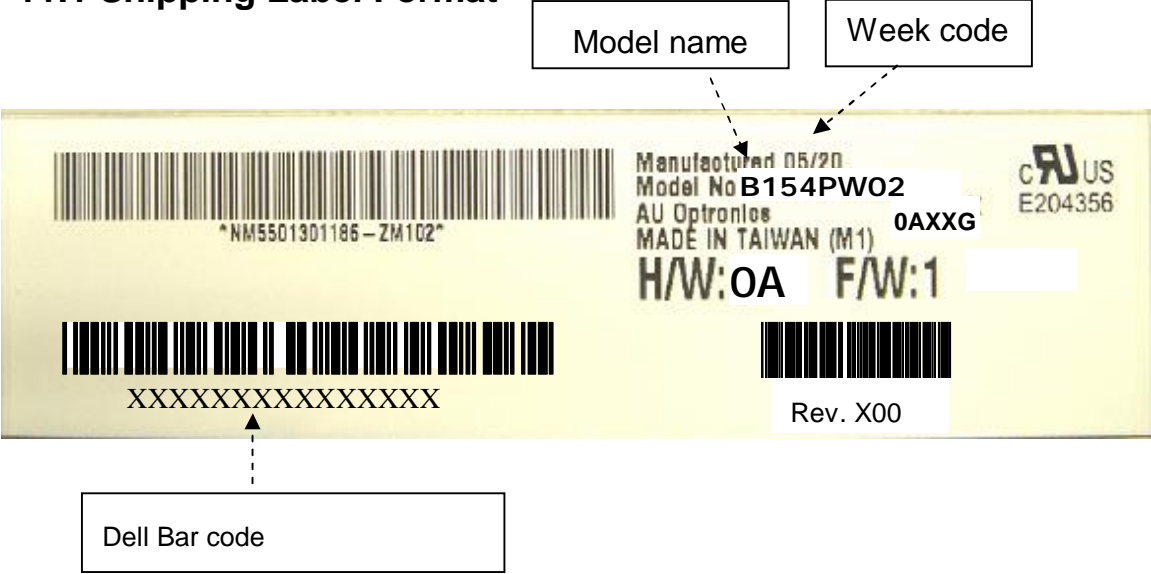 Shipping Label Format
Model name
Week code
Manufactured 05/20
Model No B154PW02
AU Optronics
0AXXG
MADE IN TAIWAN (M1)
H/W:0A F/W:1
c RU US
E204356
*NM5501301186-ZM102*
XXXXXXXXXXXXXXX
Rev. X00
Dell Bar code